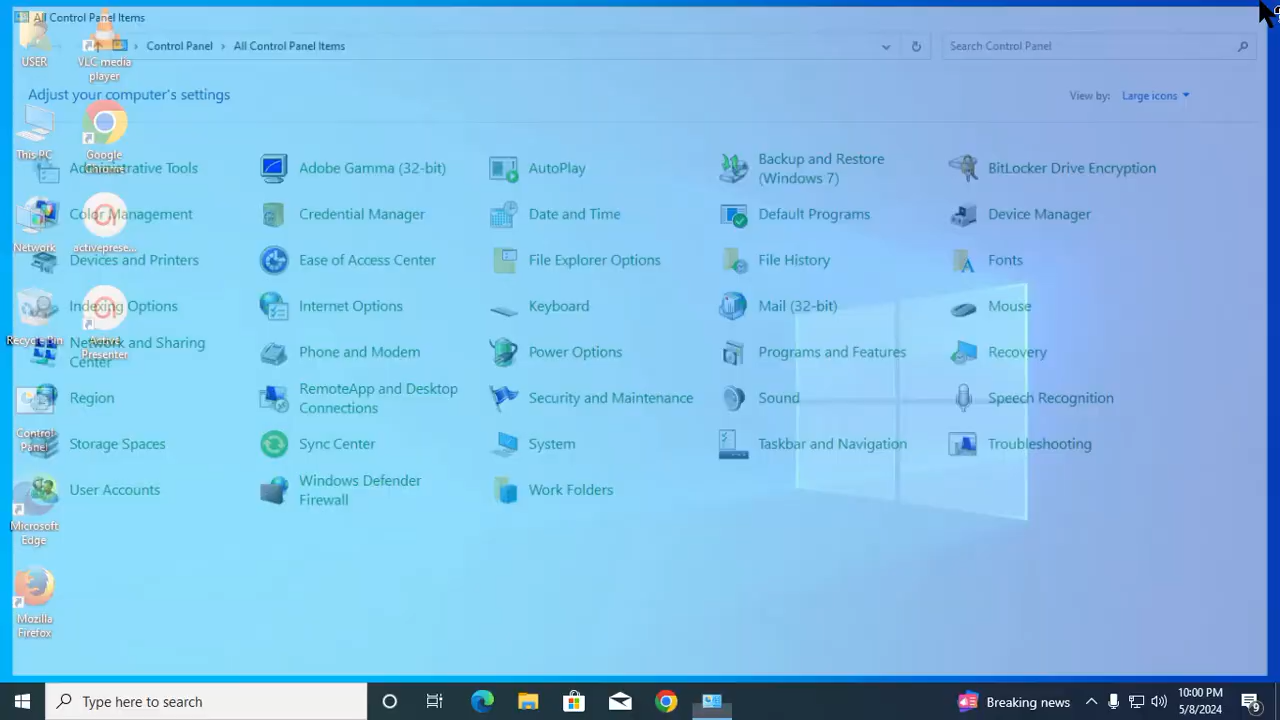 All Control Panel Items
Control Panel
All Control Panel Items
Search Control Panel
Adjust your computer's settings
View by:
Large icons
Administrative Tools
Adobe Gamma (32-bit)
AutoPlay
Backup and Restore
(Windows 7)
BitLocker Drive Encryption
Color Management
Credential Manager
Date and Time
Default Programs
Device Manager
Devices and Printers
Ease of Access Center
File Explorer Options
File History
Fonts
Indexing Options
Internet Options
Keyboard
Mail (32-bit)
Mouse
Network and Sharing
Center
Phone and Modem
Power Options
Programs and Features
Recovery
Region
RemoteApp and Desktop
Connections
Security and Maintenance
Sound
Speech Recognition
Storage Spaces
Sync Center
System
Taskbar and Navigation
Troubleshooting
User Accounts
Windows Defender
Firewall
Work Folders
USER
VLC media
player
This PC
Google
Chrome
Network
activeprese...
Recycle Bin
Active
Presenter
Control
Panel
Microsoft
Edge
Mozilla
Firefox
Type here to search
Breaking news
10:00 PM
5/8/2024
9